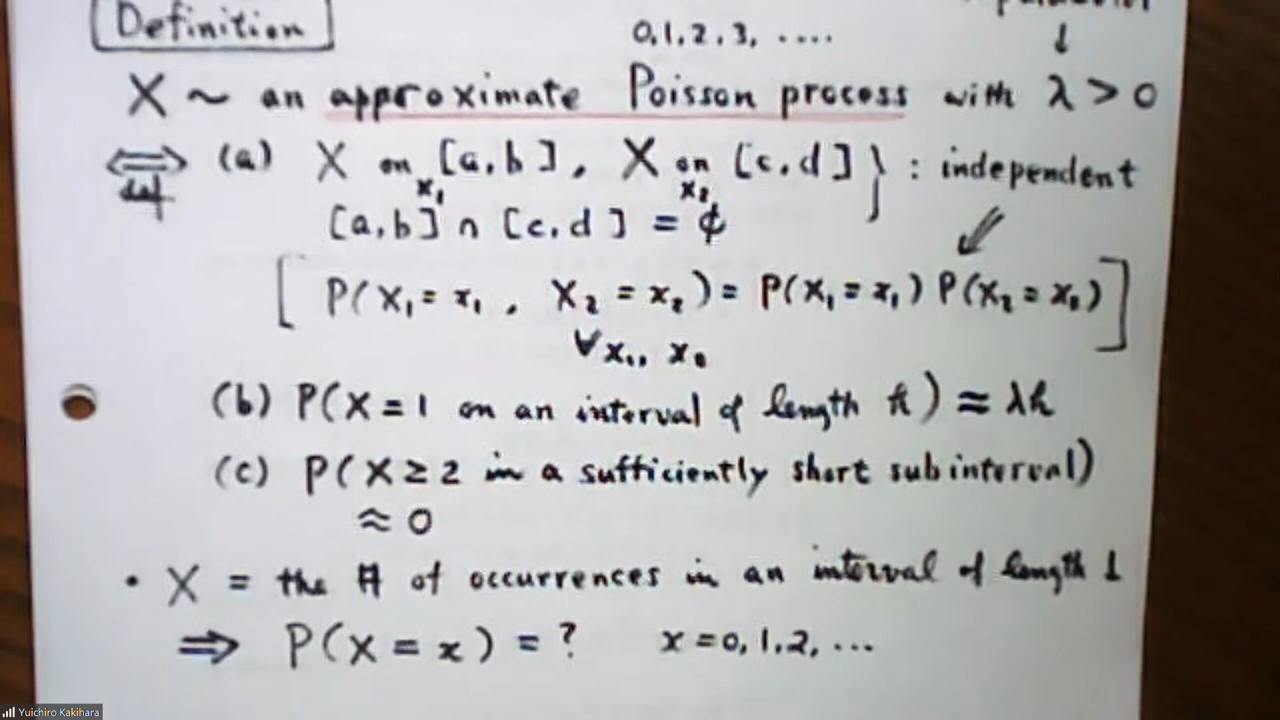 Definition
0, 1, 2, 3, ....
↓
X ~ an approximate Poisson process with λ > 0
⟺ def (a) X on [a, b], X on [c, d] } : independent
X₁ X₂
[a, b] ∩ [c, d] = ¢
[ P(X₁ = x₁, X₂ = x₂) = P(X₁ = x₁) P(X₂ = x₂) ]
∀x₁, x₂
(b) P(X = 1 on an interval of length h) ≈ λh
(c) P(X ≥ 2 in a sufficiently short subinterval)
≈ 0
• X = the # of occurrences in an interval of length 1
⇒ P(X = x) = ? x = 0, 1, 2, ...
Yuichiro Kakihara